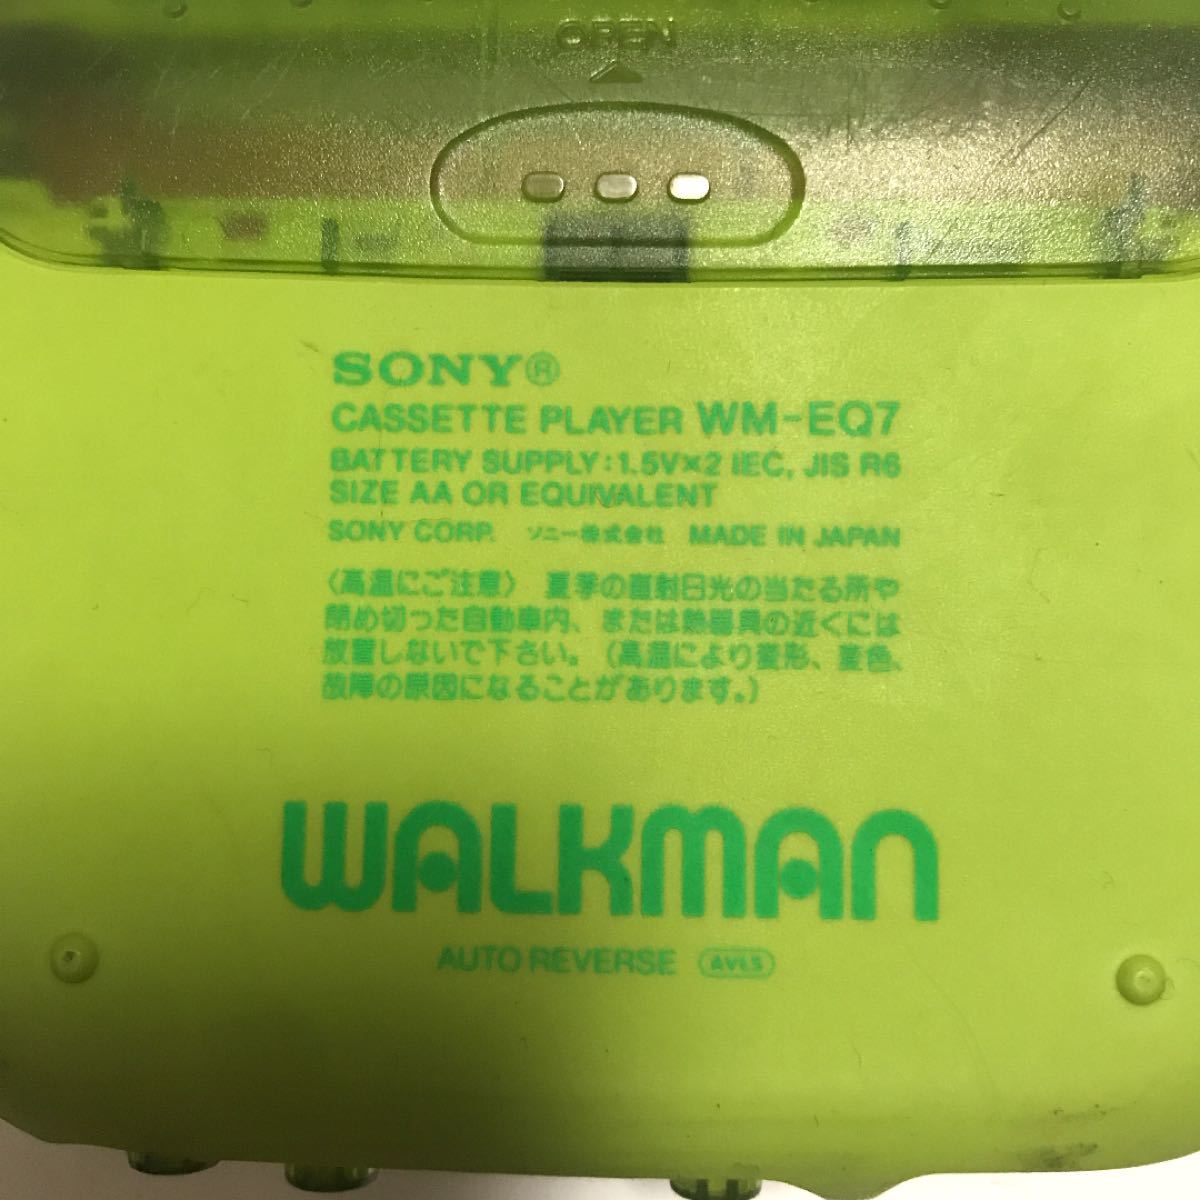 OPEN
SONY®
CASSETTE PLAYER WM-EQ7
BATTERY SUPPLY:1.5V×2 IEC, JIS R6
SIZE AA OR EQUIVALENT
SONY CORP. ソニー株式会社 MADE IN JAPAN
〈高温にご注意〉 夏季の直射日光の当たる所や
閉め切った自動車内、または熱器具の近くには
放置しないで下さい。(高温により変形、変色、
故障の原因になることがあります。)
WALKMAN
AUTO REVERSE AVLS